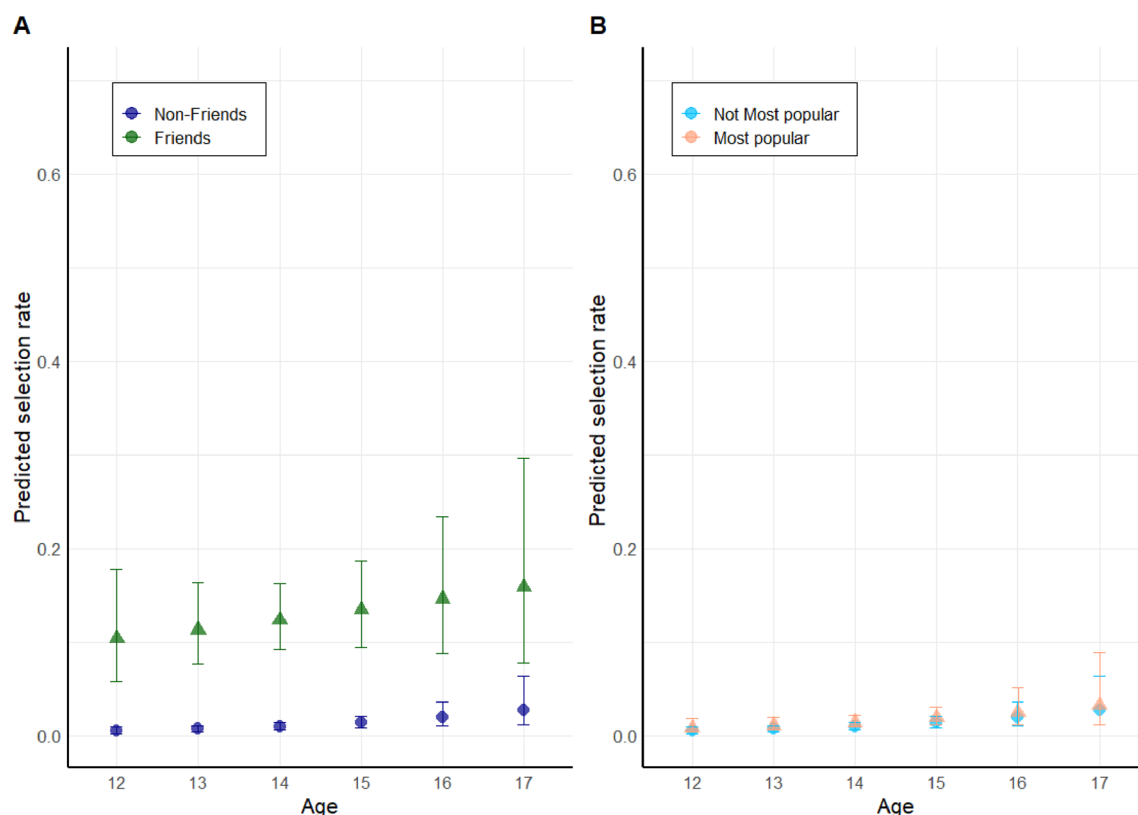 A
Non-Friends
Friends
Predicted selection rate
0.6
0.4
0.2
0.0
12 13 14 15 16 17
Age
B
Not Most popular
Most popular
Predicted selection rate
0.6
0.4
0.2
0.0
12 13 14 15 16 17
Age